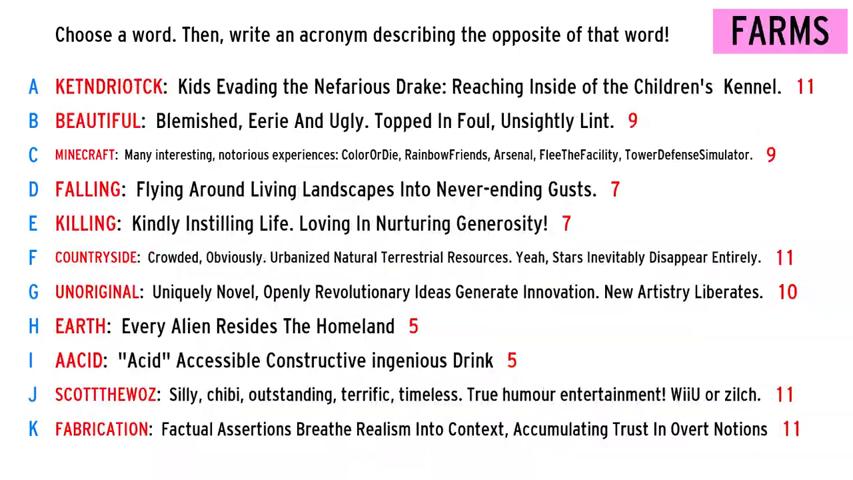 Choose a word. Then, write an acronym describing the opposite of that word!
FARMS
A KETNDRIOTCK: Kids Evading the Nefarious Drake: Reaching Inside of the Children's Kennel. 11
B BEAUTIFUL: Blemished, Eerie And Ugly. Topped In Foul, Unsightly Lint. 9
C MINECRAFT: Many interesting, notorious experiences: ColorOrDie, RainbowFriends, Arsenal, FleeTheFacility, TowerDefenseSimulator. 9
D FALLING: Flying Around Living Landscapes Into Never-ending Gusts. 7
E KILLING: Kindly Instilling Life. Loving In Nurturing Generosity! 7
F COUNTRYSIDE: Crowded, Obviously. Urbanized Natural Terrestrial Resources. Yeah, Stars Inevitably Disappear Entirely. 11
G UNORIGINAL: Uniquely Novel, Openly Revolutionary Ideas Generate Innovation. New Artistry Liberates. 10
H EARTH: Every Alien Resides The Homeland 5
I AACID: "Acid" Accessible Constructive ingenious Drink 5
J SCOTTTHEWOZ: Silly, chibi, outstanding, terrific, timeless. True humour entertainment! WiiU or zilch. 11
K FABRICATION: Factual Assertions Breathe Realism Into Context, Accumulating Trust In Overt Notions 11